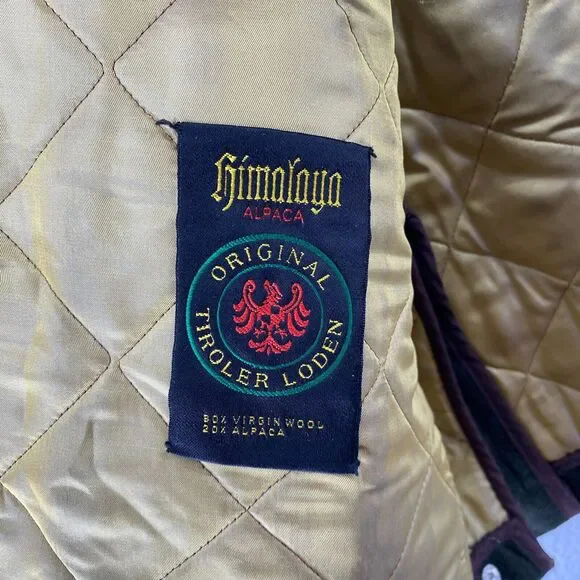 Himalaya
ALPACA
ORIGINAL
TIROLER LODEN
80% VIRGIN WOOL
20% ALPACA